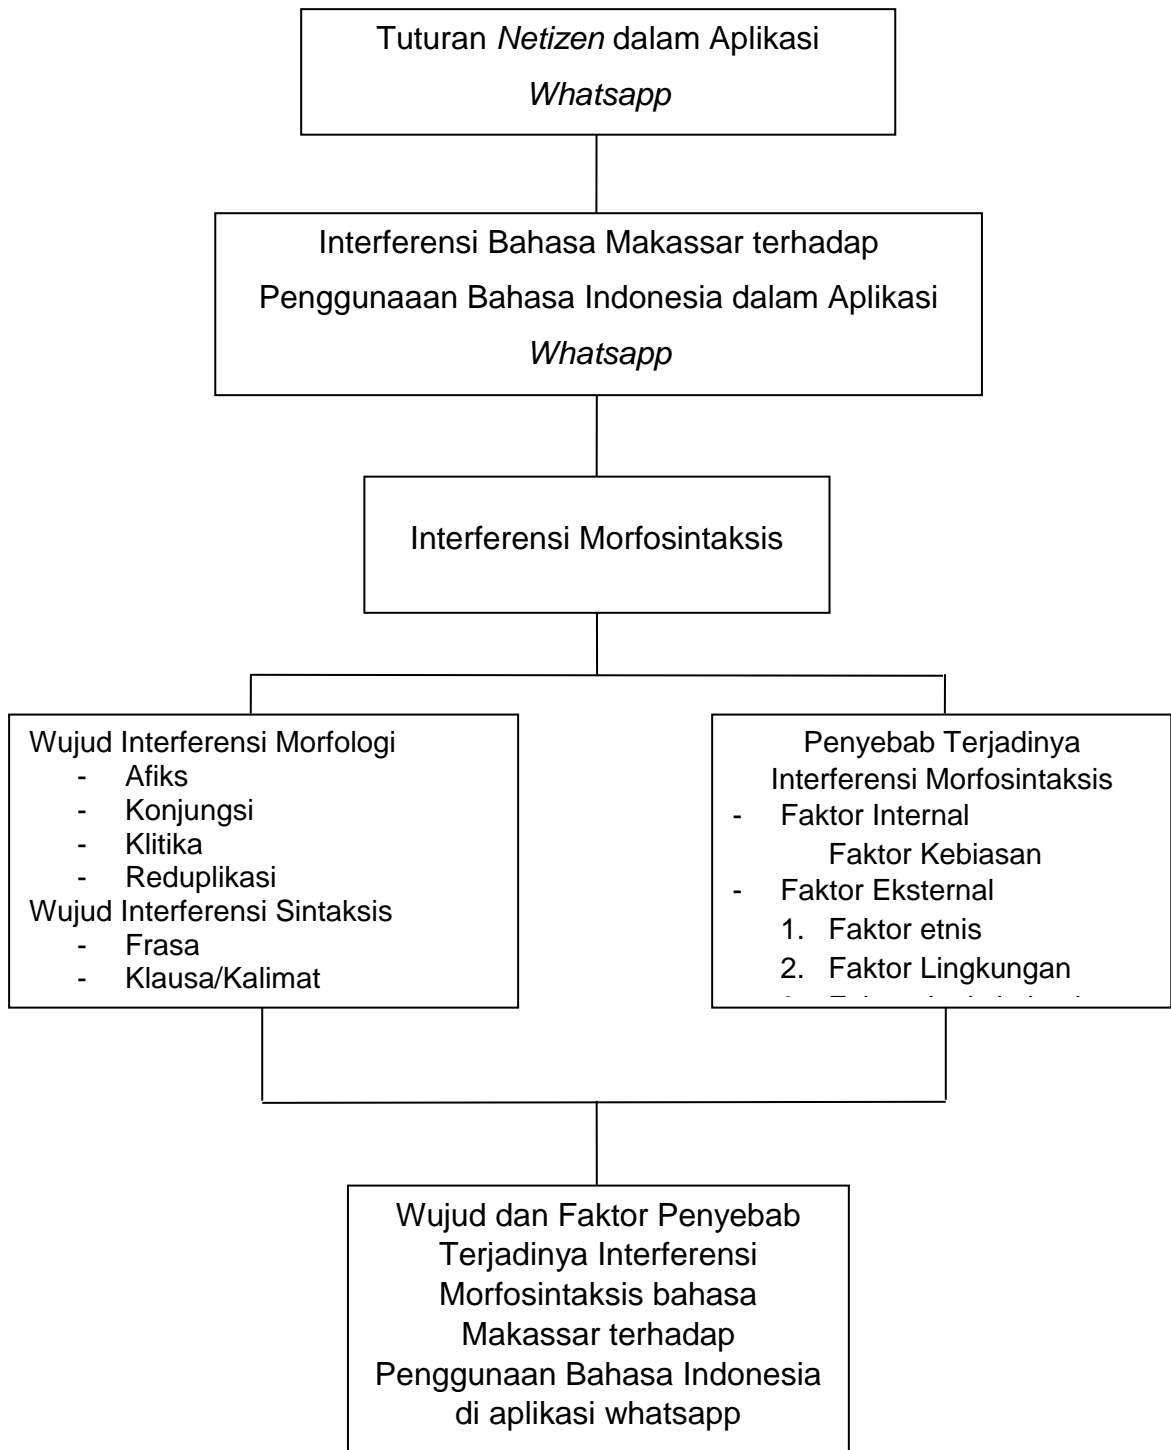 Tuturan Netizen dalam Aplikasi
Whatsapp
Interferensi Bahasa Makassar terhadap
Penggunaaan Bahasa Indonesia dalam Aplikasi
Whatsapp
Interferensi Morfosintaksis
Wujud Interferensi Morfologi
- Afiks
- Konjungsi
- Klitika
- Reduplikasi
Wujud Interferensi Sintaksis
- Frasa
- Klausa/Kalimat
Penyebab Terjadinya
Interferensi Morfosintaksis
- Faktor Internal
Faktor Kebiasan
- Faktor Eksternal
1. Faktor etnis
2. Faktor Lingkungan
Wujud dan Faktor Penyebab
Terjadinya Interferensi
Morfosintaksis bahasa
Makassar terhadap
Penggunaan Bahasa Indonesia
di aplikasi whatsapp